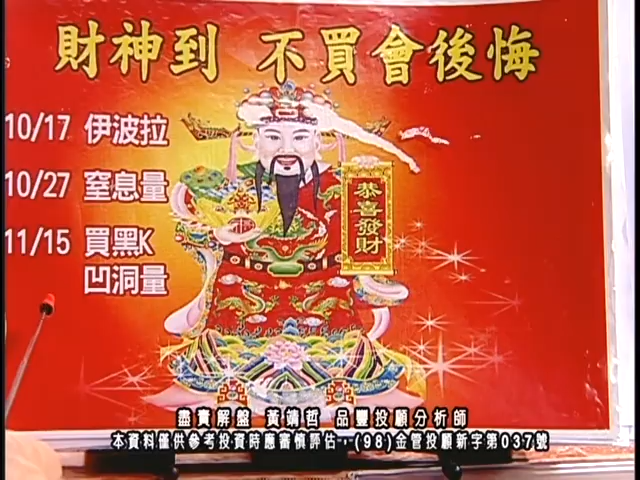 財神到 不買會後悔
10/17 伊波拉
10/27 窒息量
11/15 買黑K
凹洞量
恭喜發財
盡責解盤 黃靖哲 品豐投顧分析師
本資料僅供參考投資時應審慎評估，(98)金管投顧新字第037號